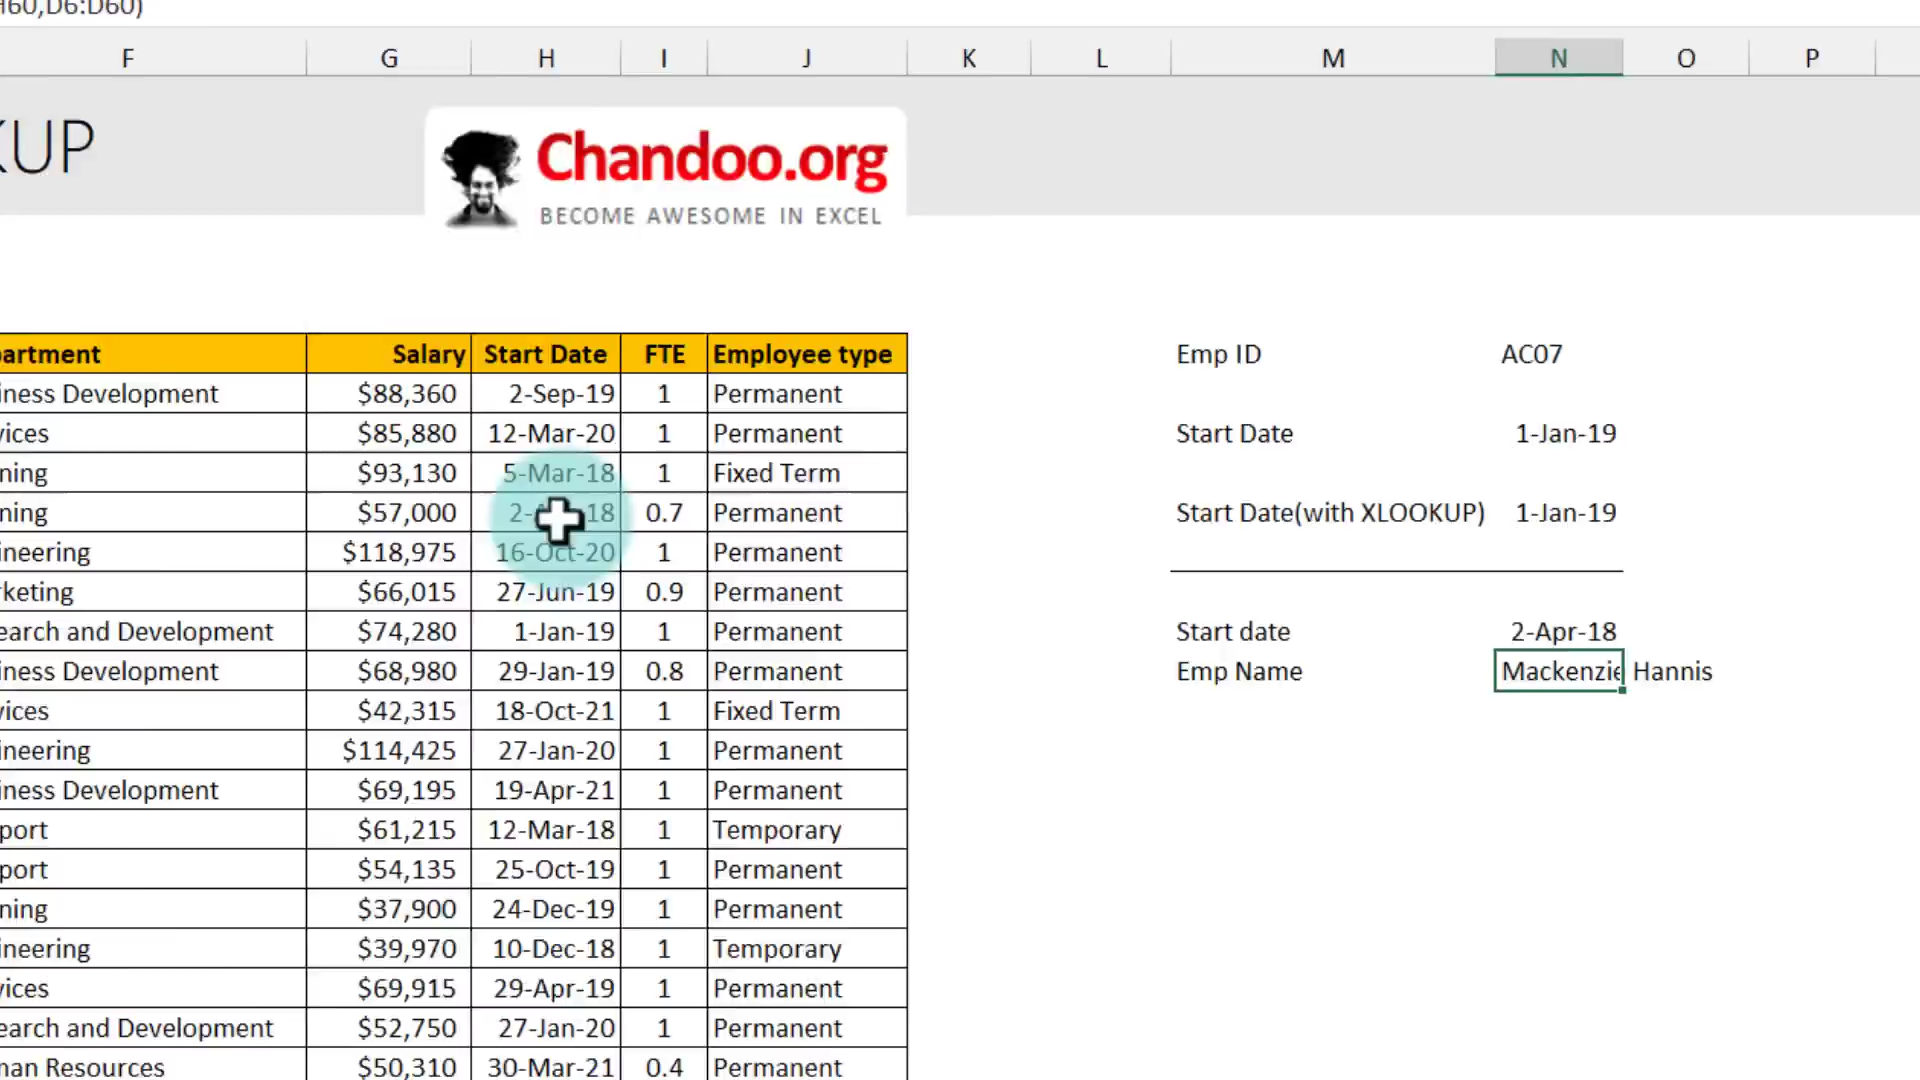 H60,D6:D60)
F G H I J K L M N O P
KUP
Chandoo.org
BECOME AWESOME IN EXCEL
artment Salary Start Date FTE Employee type Emp ID AC07
iness Development $88,360 2-Sep-19 1 Permanent
vices $85,880 12-Mar-20 1 Permanent Start Date 1-Jan-19
ning $93,130 5-Mar-18 1 Fixed Term
ning $57,000 18 0.7 Permanent Start Date(with XLOOKUP) 1-Jan-19
ineering $118,975 16-Oct-20 1 Permanent
rketing $66,015 27-Jun-19 0.9 Permanent
earch and Development $74,280 1-Jan-19 1 Permanent Start date 2-Apr-18
iness Development $68,980 29-Jan-19 0.8 Permanent Emp Name Mackenzie Hannis
vices $42,315 18-Oct-21 1 Fixed Term
ineering $114,425 27-Jan-20 1 Permanent
iness Development $69,195 19-Apr-21 1 Permanent
port $61,215 12-Mar-18 1 Temporary
port $54,135 25-Oct-19 1 Permanent
ning $37,900 24-Dec-19 1 Permanent
ineering $39,970 10-Dec-18 1 Temporary
vices $69,915 29-Apr-19 1 Permanent
earch and Development $52,750 27-Jan-20 1 Permanent
man Resources $50,310 30-Mar-21 0.4 Permanent